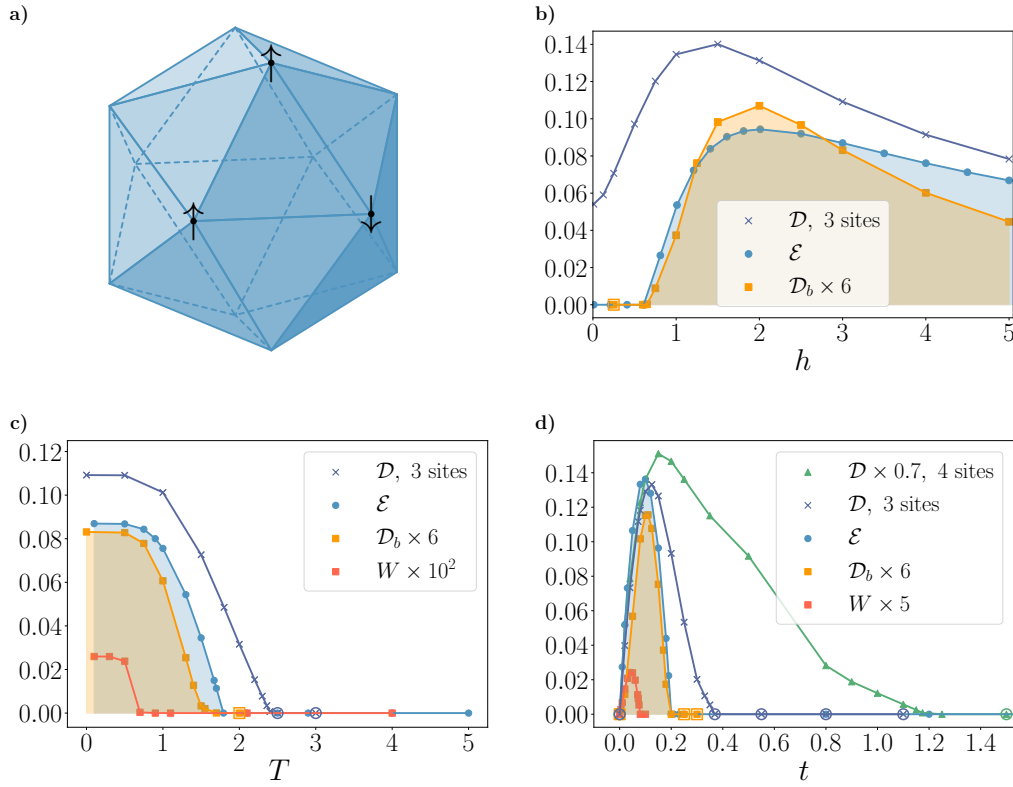 a)
b)
0.14
0.12
0.10
0.08
0.06
0.04
0.02
0.00
𝒟, 3 sites
ℰ
𝒟_b × 6
0 1 2 3 4 5
h
c)
0.12
0.10
0.08
0.06
0.04
0.02
0.00
𝒟, 3 sites
ℰ
𝒟_b × 6
W × 10²
0 1 2 3 4 5
T
d)
0.14
0.12
0.10
0.08
0.06
0.04
0.02
0.00
𝒟 × 0.7, 4 sites
𝒟, 3 sites
ℰ
𝒟_b × 6
W × 5
0.0 0.2 0.4 0.6 0.8 1.0 1.2 1.4
t